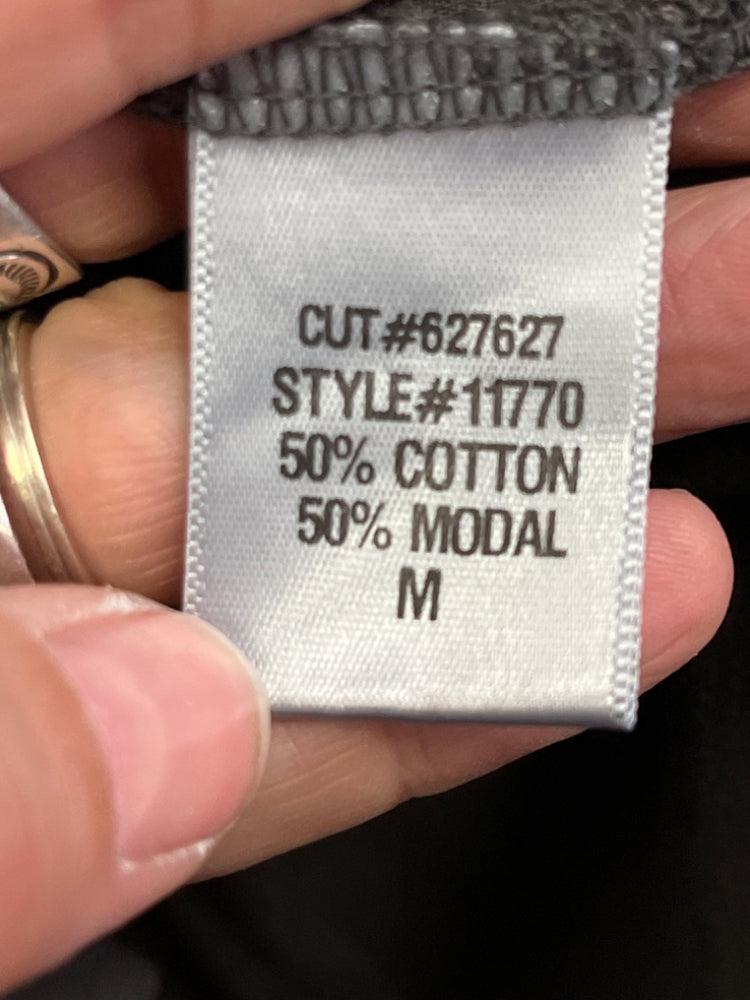 CUT#627627
STYLE#11770
50% COTTON
50% MODAL
M